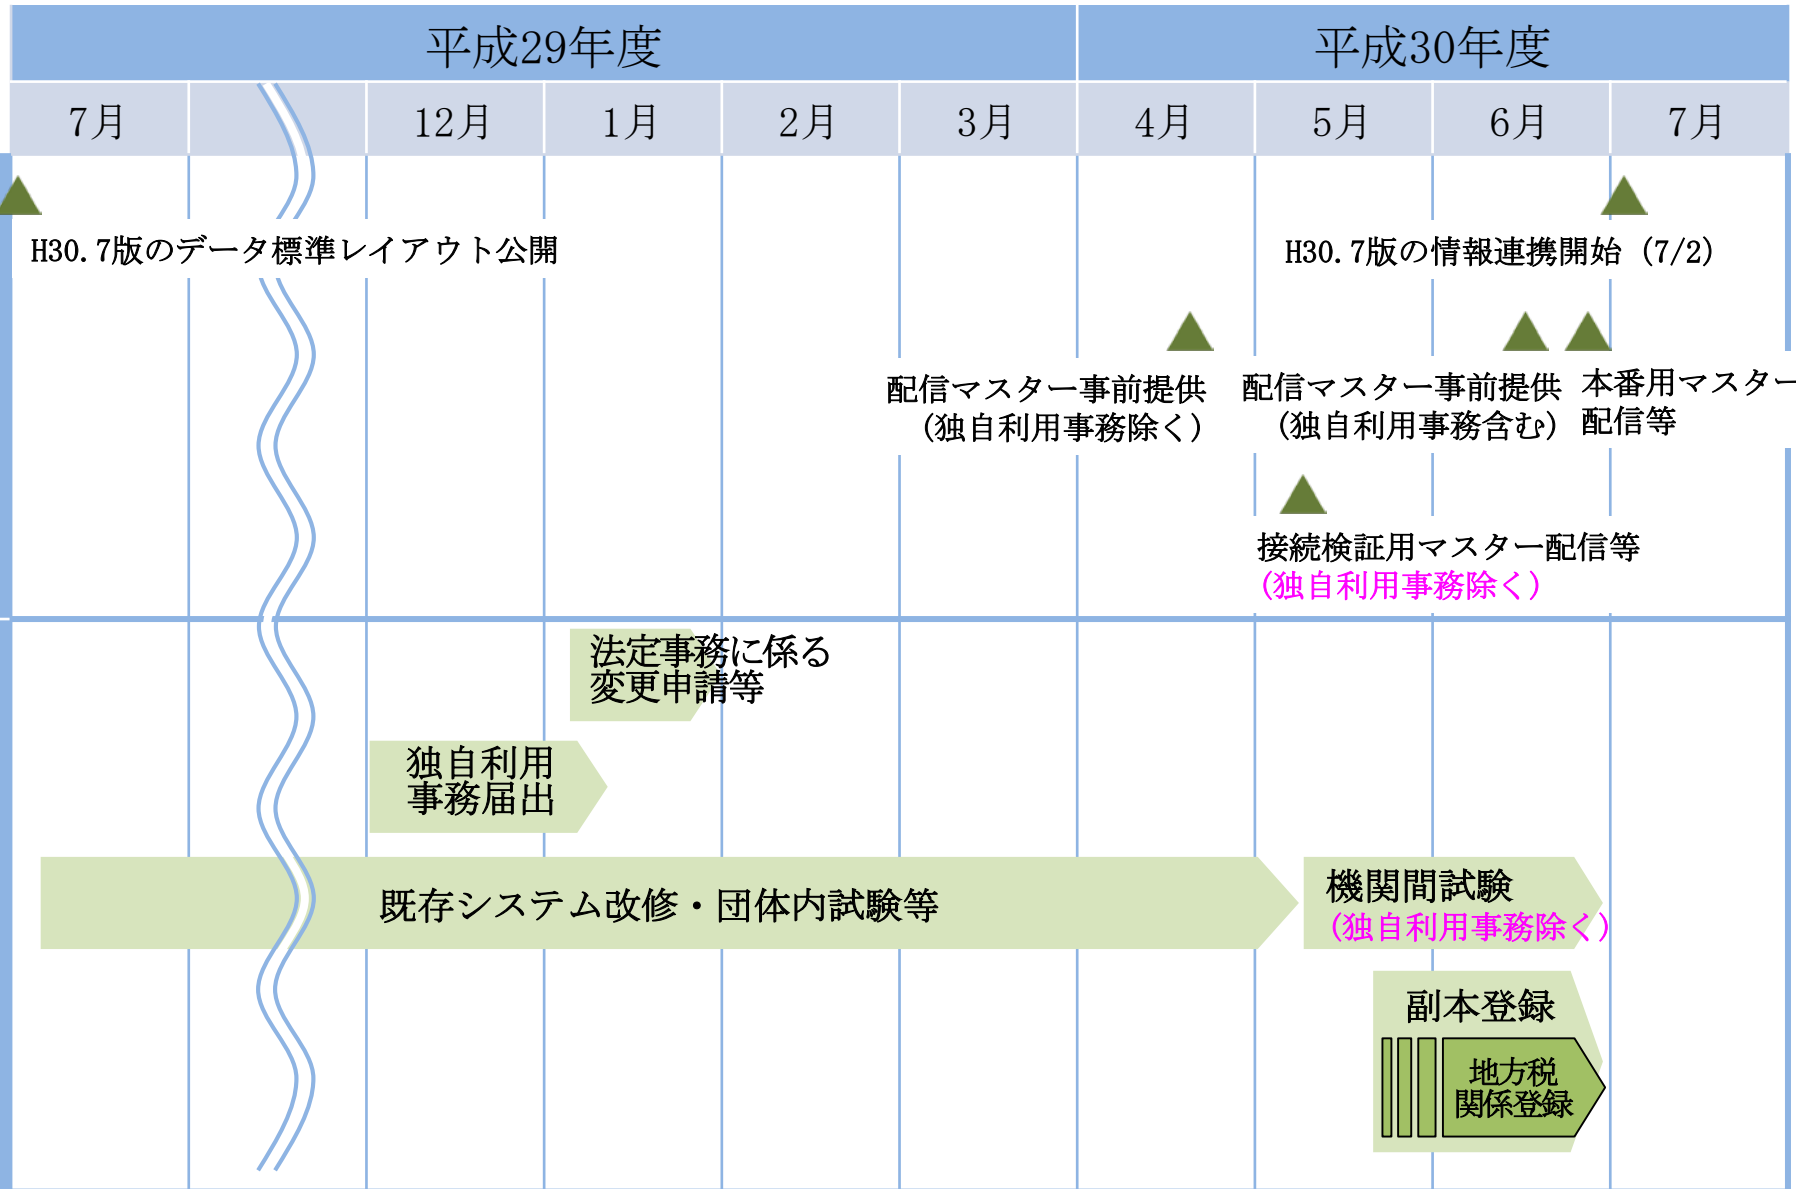 平成29年度
平成30年度
7月
12月
1月
2月
3月
4月
5月
6月
7月
H30.7版のデータ標準レイアウト公開
H30.7版の情報連携開始（7/2）
配信マスター事前提供
（独自利用事務除く）
配信マスター事前提供
（独自利用事務含む）
本番用マスター
配信等
接続検証用マスター配信等
（独自利用事務除く）
法定事務に係る
変更申請等
独自利用
事務届出
既存システム改修・団体内試験等
機関間試験
（独自利用事務除く）
副本登録
地方税
関係登録